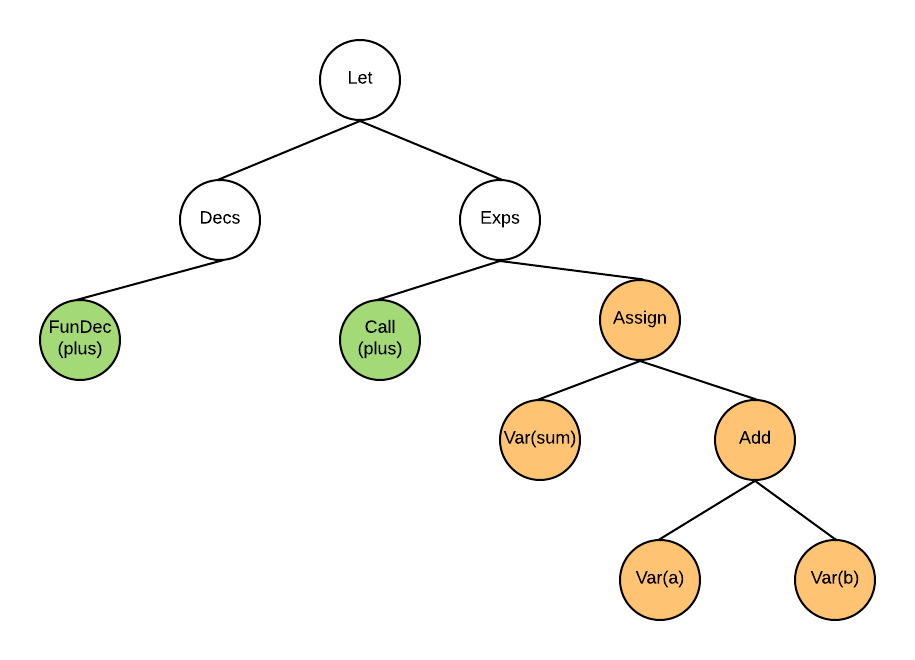 Let
Decs
Exps
FunDec
(plus)
Call
(plus)
Assign
Var(sum)
Add
Var(a)
Var(b)